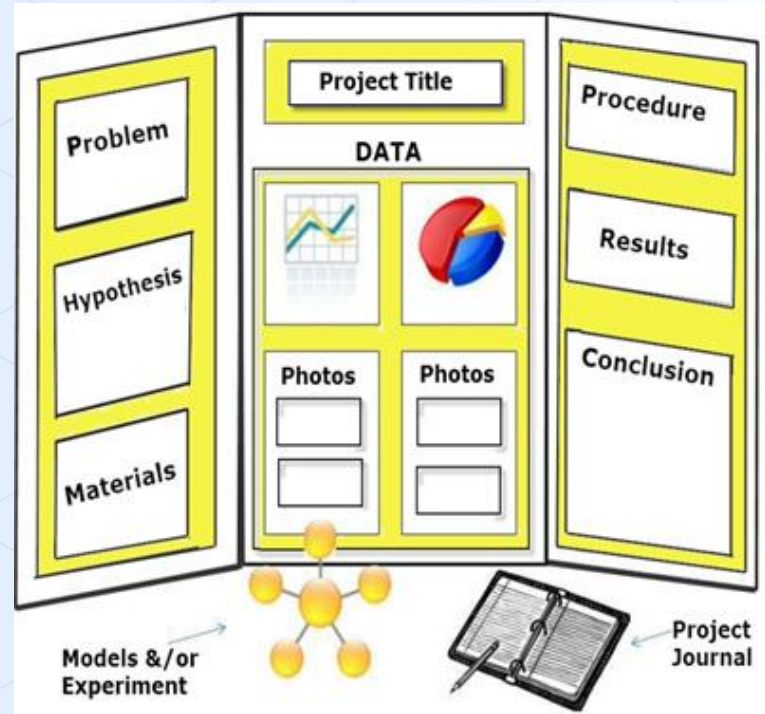 Problem
Hypothesis
Materials
Project Title
DATA
Photos
Photos
Procedure
Results
Conclusion
Models &/or
Experiment
Project
Journal